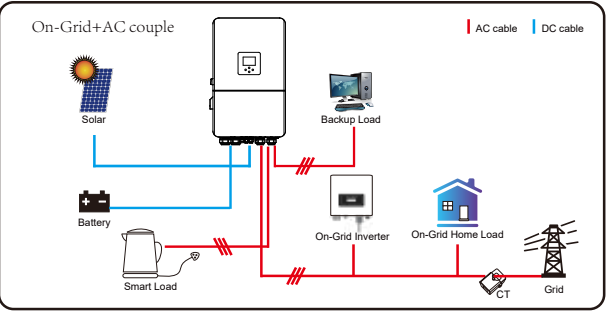 On-Grid+AC couple
AC cable
DC cable
Solar
Backup Load
Battery
On-Grid Inverter
On-Grid Home Load
Smart Load
CT
Grid